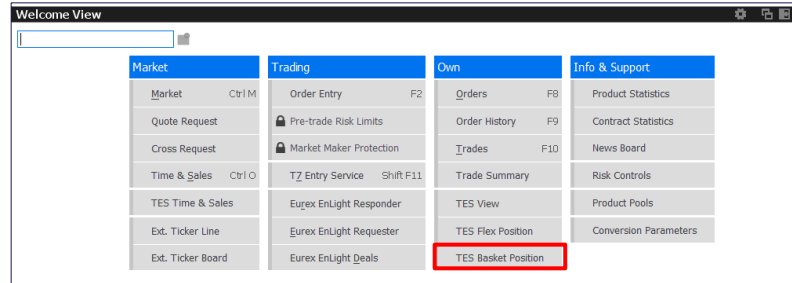 Welcome View
Market
Market Ctrl M
Quote Request
Cross Request
Time & Sales Ctrl O
TES Time & Sales
Ext. Ticker Line
Ext. Ticker Board
Trading
Order Entry F2
Pre-trade Risk Limits
Market Maker Protection
T7 Entry Service Shift F11
Eurex EnLight Responder
Eurex EnLight Requester
Eurex EnLight Deals
Own
Orders F8
Order History F9
Trades F10
Trade Summary
TES View
TES Flex Position
TES Basket Position
Info & Support
Product Statistics
Contract Statistics
News Board
Risk Controls
Product Pools
Conversion Parameters